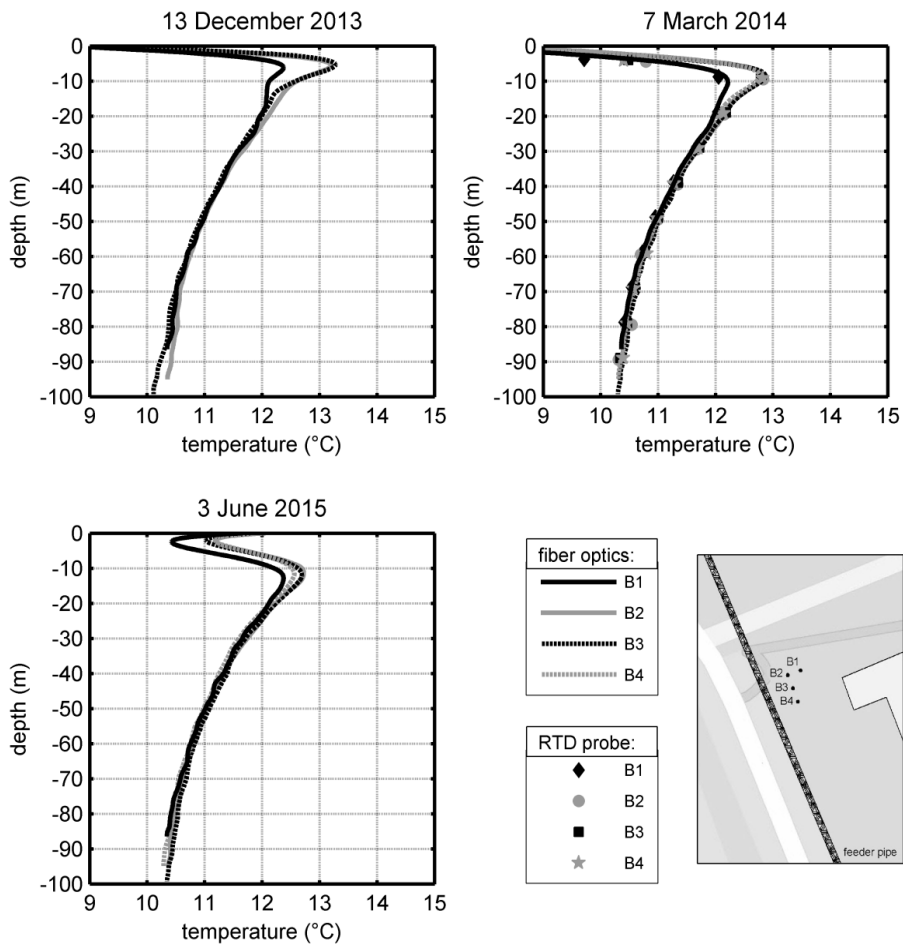 13 December 2013
0
-10
-20
-30
-40
-50
-60
-70
-80
-90
-100
depth (m)
9 10 11 12 13 14 15
temperature (°C)
7 March 2014
0
-10
-20
-30
-40
-50
-60
-70
-80
-90
-100
depth (m)
9 10 11 12 13 14 15
temperature (°C)
3 June 2015
0
-10
-20
-30
-40
-50
-60
-70
-80
-90
-100
depth (m)
9 10 11 12 13 14 15
temperature (°C)
fiber optics:
B1
B2
B3
B4
RTD probe:
B1
B2
B3
B4
B1
B2
B3
B4
feeder pipe